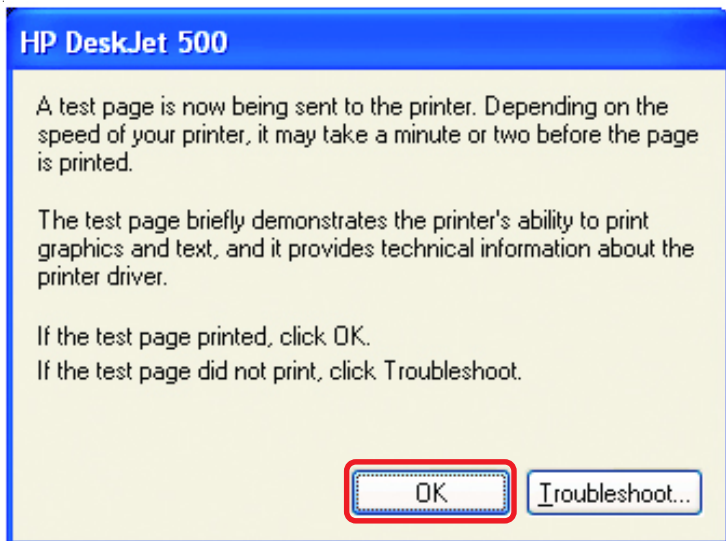 HP DeskJet 500
A test page is now being sent to the printer. Depending on the
speed of your printer, it may take a minute or two before the page
is printed.
The test page briefly demonstrates the printer's ability to print
graphics and text, and it provides technical information about the
printer driver.
If the test page printed, click OK.
If the test page did not print, click Troubleshoot.
OK Troubleshoot...